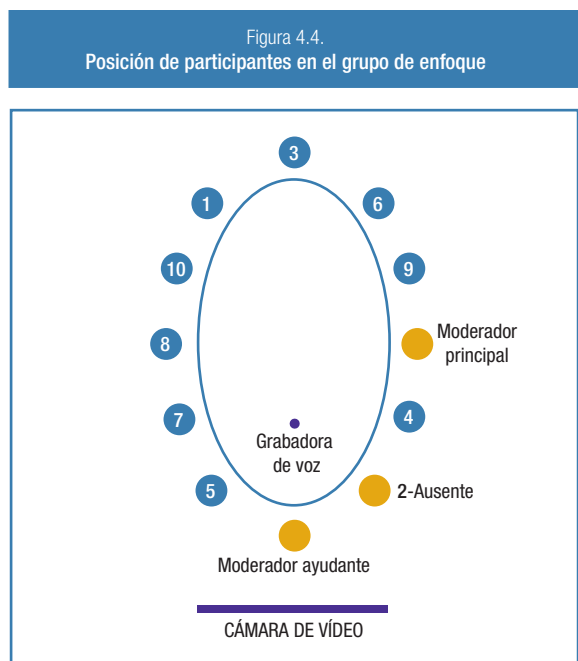 Figura 4.4.
Posición de participantes en el grupo de enfoque
3
1
6
10
9
8
Moderador
principal
7
4
Grabadora
de voz
5
2-Ausente
Moderador ayudante
CÁMARA DE VÍDEO